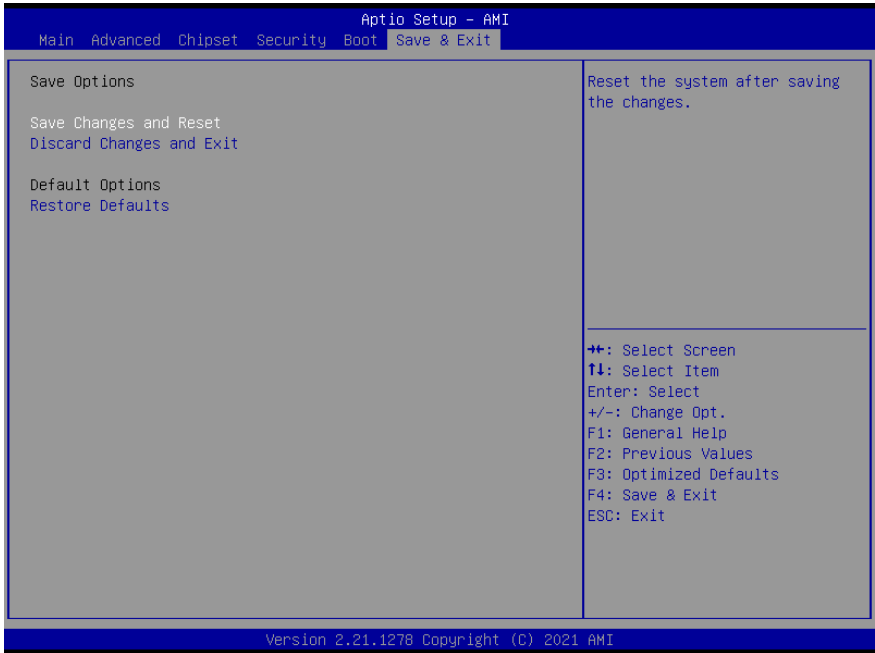 Aptio Setup – AMI
Main Advanced Chipset Security Boot Save & Exit
Save Options
Save Changes and Reset
Discard Changes and Exit
Default Options
Restore Defaults
Reset the system after saving
the changes.
→←: Select Screen
↑↓: Select Item
Enter: Select
+/-: Change Opt.
F1: General Help
F2: Previous Values
F3: Optimized Defaults
F4: Save & Exit
ESC: Exit
Version 2.21.1278 Copyright (C) 2021 AMI